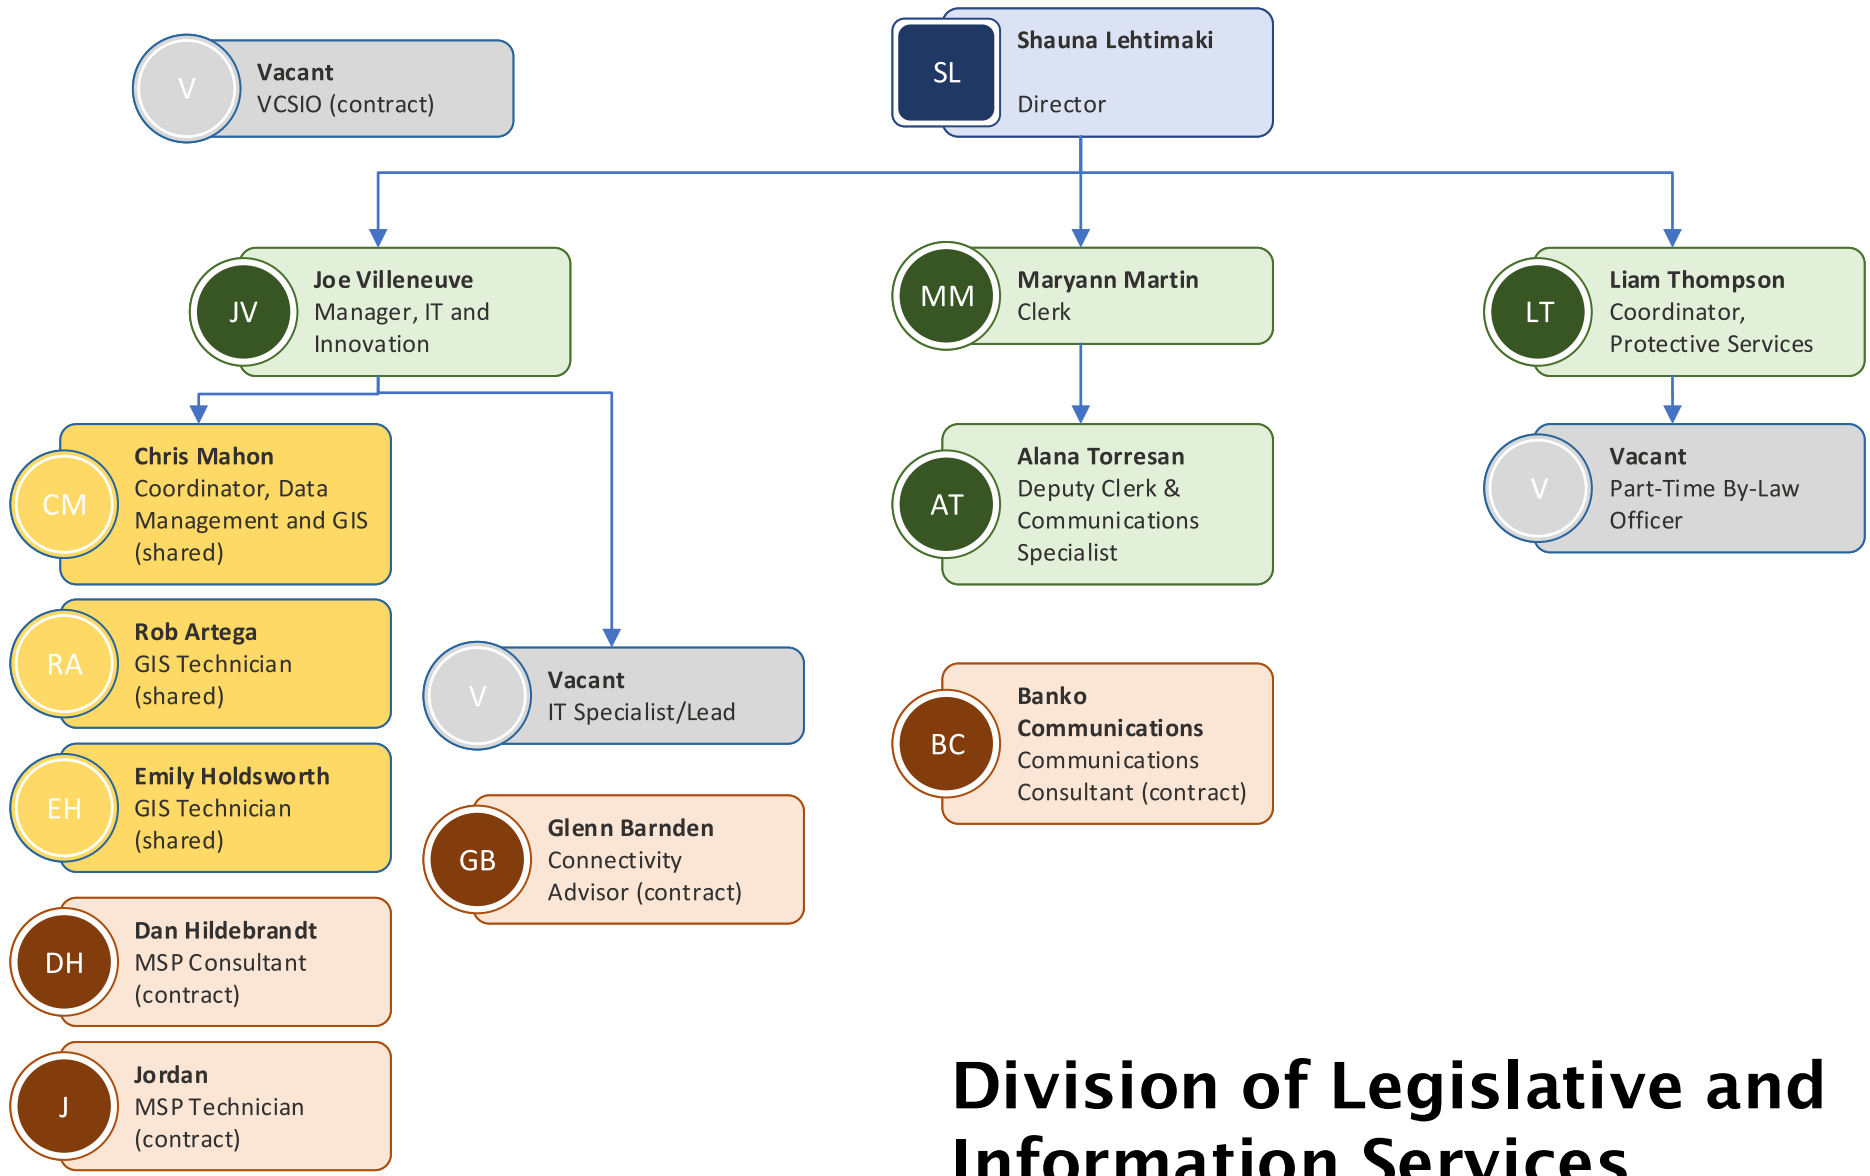 V
Vacant
VCSIO (contract)
SL
Shauna Lehtimaki
Director
JV
Joe Villeneuve
Manager, IT and
Innovation
MM
Maryann Martin
Clerk
LT
Liam Thompson
Coordinator,
Protective Services
CM
Chris Mahon
Coordinator, Data
Management and GIS
(shared)
AT
Alana Torresan
Deputy Clerk &
Communications
Specialist
V
Vacant
Part-Time By-Law
Officer
RA
Rob Artega
GIS Technician
(shared)
V
Vacant
IT Specialist/Lead
BC
Banko
Communications
Communications
Consultant (contract)
EH
Emily Holdsworth
GIS Technician
(shared)
GB
Glenn Barnden
Connectivity
Advisor (contract)
DH
Dan Hildebrandt
MSP Consultant
(contract)
J
Jordan
MSP Technician
(contract)
Division of Legislative and
Information Services